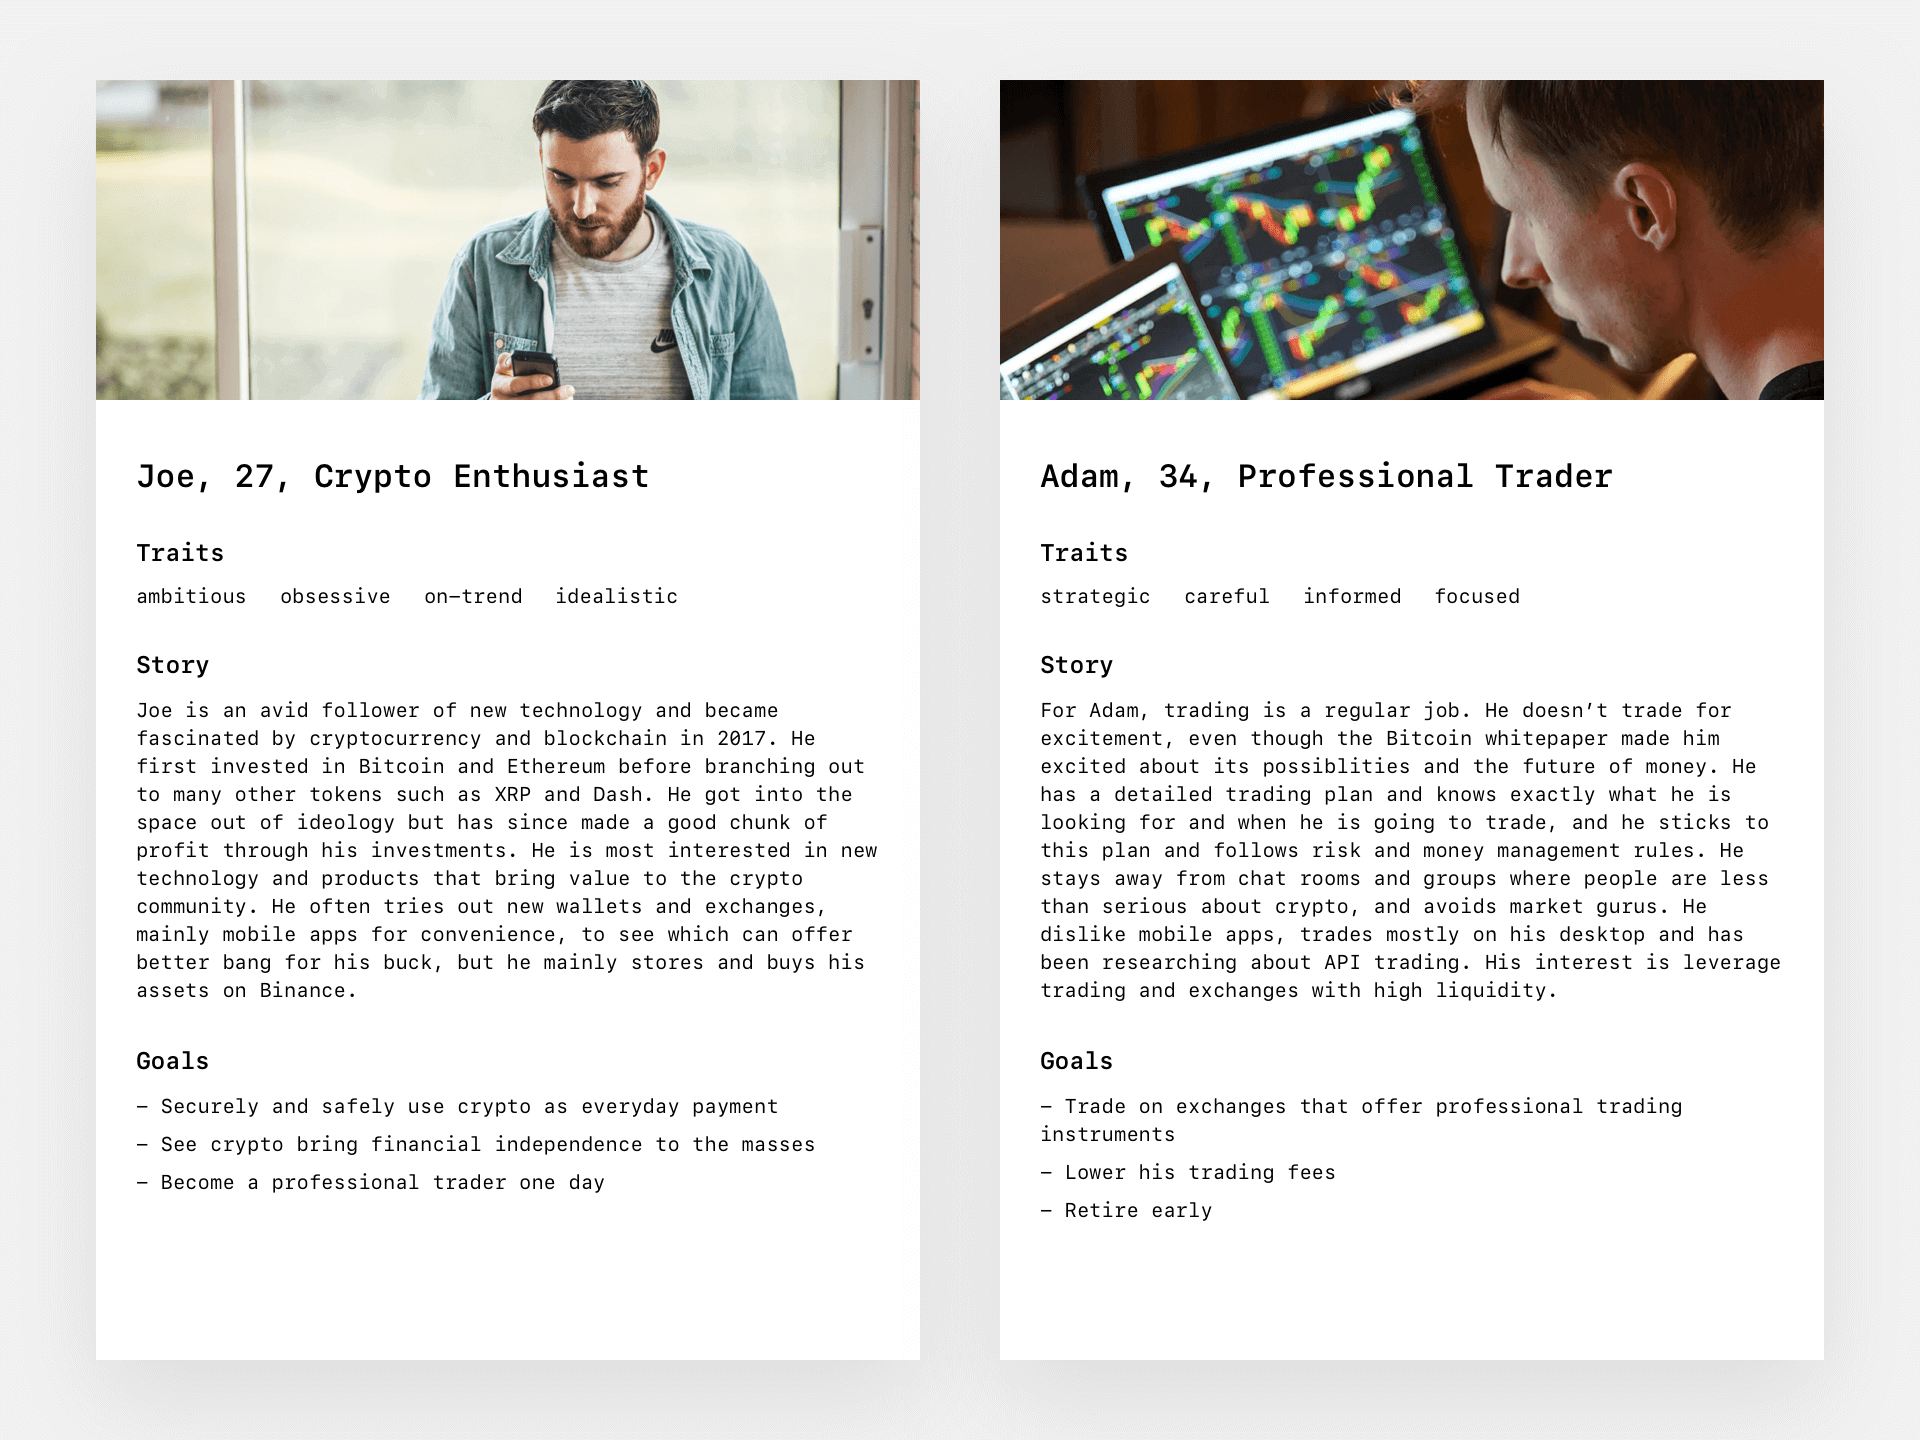 Joe, 27, Crypto Enthusiast
Traits
ambitious obsessive on-trend idealistic
Story
Joe is an avid follower of new technology and became
fascinated by cryptocurrency and blockchain in 2017. He
first invested in Bitcoin and Ethereum before branching out
to many other tokens such as XRP and Dash. He got into the
space out of ideology but has since made a good chunk of
profit through his investments. He is most interested in new
technology and products that bring value to the crypto
community. He often tries out new wallets and exchanges,
mainly mobile apps for convenience, to see which can offer
better bang for his buck, but he mainly stores and buys his
assets on Binance.
Goals
– Securely and safely use crypto as everyday payment
– See crypto bring financial independence to the masses
– Become a professional trader one day
Adam, 34, Professional Trader
Traits
strategic careful informed focused
Story
For Adam, trading is a regular job. He doesn’t trade for
excitement, even though the Bitcoin whitepaper made him
excited about its possiblities and the future of money. He
has a detailed trading plan and knows exactly what he is
looking for and when he is going to trade, and he sticks to
this plan and follows risk and money management rules. He
stays away from chat rooms and groups where people are less
than serious about crypto, and avoids market gurus. He
dislike mobile apps, trades mostly on his desktop and has
been researching about API trading. His interest is leverage
trading and exchanges with high liquidity.
Goals
– Trade on exchanges that offer professional trading
instruments
– Lower his trading fees
– Retire early